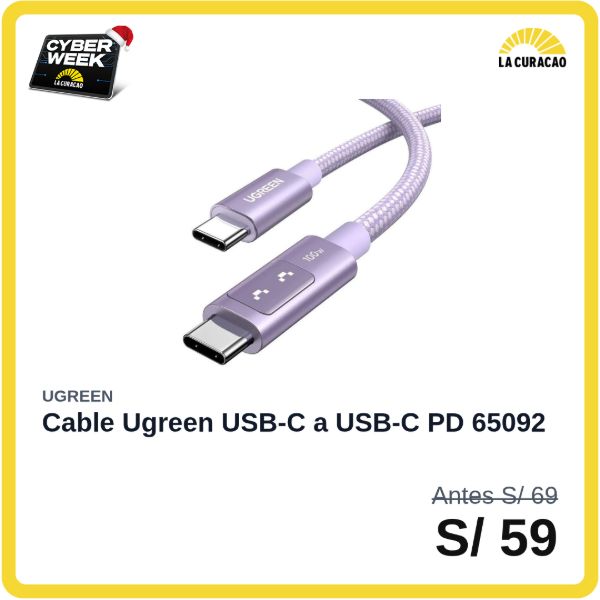 CYBER
WEEK
LA CURACAO
LA CURACAO
UGREEN
100W
UGREEN
Cable Ugreen USB-C a USB-C PD 65092
Antes S/ 69
S/ 59